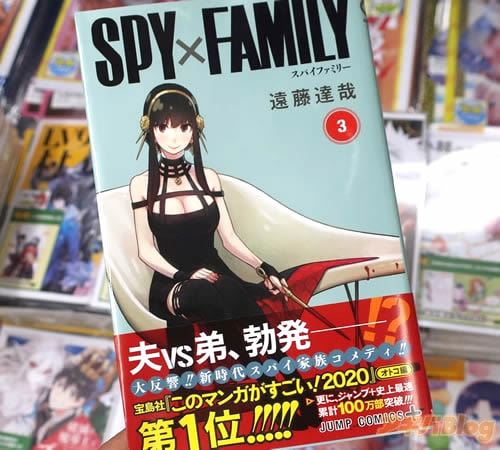 SPY×FAMILY
スパイファミリー
遠藤達哉
3
夫VS弟、勃発――!?
大反響!!新時代スパイ家族コメディ!!
宝島社『このマンガがすごい!2020』オトコ編
第1位!!!!!
更に、ジャンプ+史上最速
累計100万部突破!!!
JUMP COMICS+
Blog